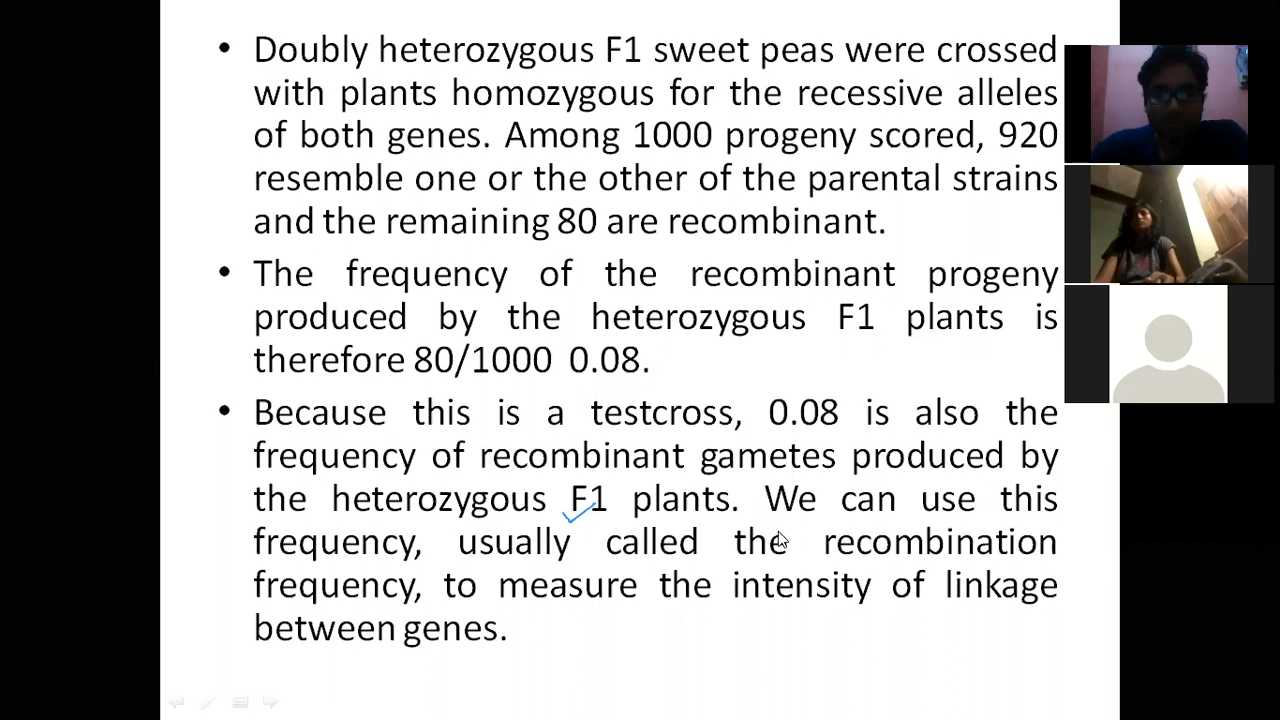 • Doubly heterozygous F1 sweet peas were crossed
with plants homozygous for the recessive alleles
of both genes. Among 1000 progeny scored, 920
resemble one or the other of the parental strains
and the remaining 80 are recombinant.
• The frequency of the recombinant progeny
produced by the heterozygous F1 plants is
therefore 80/1000 0.08.
• Because this is a testcross, 0.08 is also the
frequency of recombinant gametes produced by
the heterozygous F1 plants. We can use this
frequency, usually called the recombination
frequency, to measure the intensity of linkage
between genes.